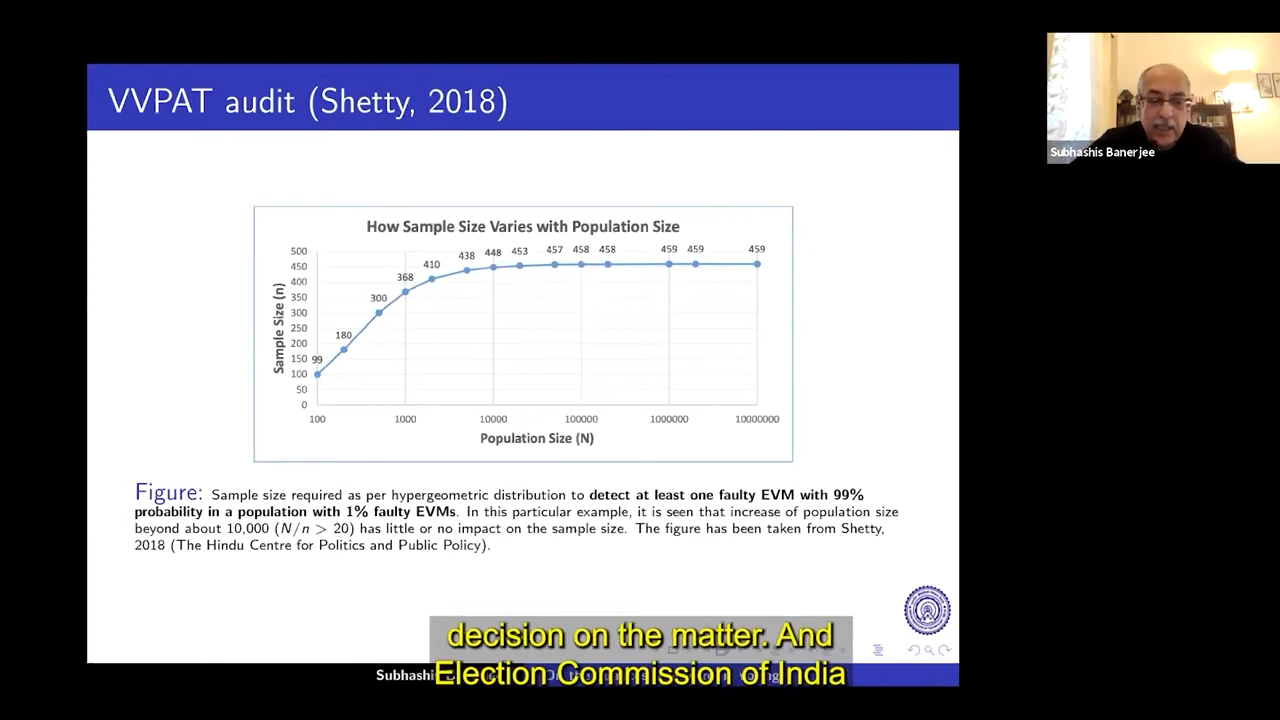 VVPAT audit (Shetty, 2018)
Subhashis Banerjee
How Sample Size Varies with Population Size
Sample Size (n)
500
450
400
350
300
250
200
150
100
50
0
99
180
300
368
410
438
448
453
457
458
458
459
459
459
100
1000
10000
100000
1000000
10000000
Population Size (N)
Figure: Sample size required as per hypergeometric distribution to detect at least one faulty EVM with 99%
probability in a population with 1% faulty EVMs. In this particular example, it is seen that increase of population size
beyond about 10,000 (N/n > 20) has little or no impact on the sample size. The figure has been taken from Shetty,
2018 (The Hindu Centre for Politics and Public Policy).
decision on the matter. And
Election Commission of India